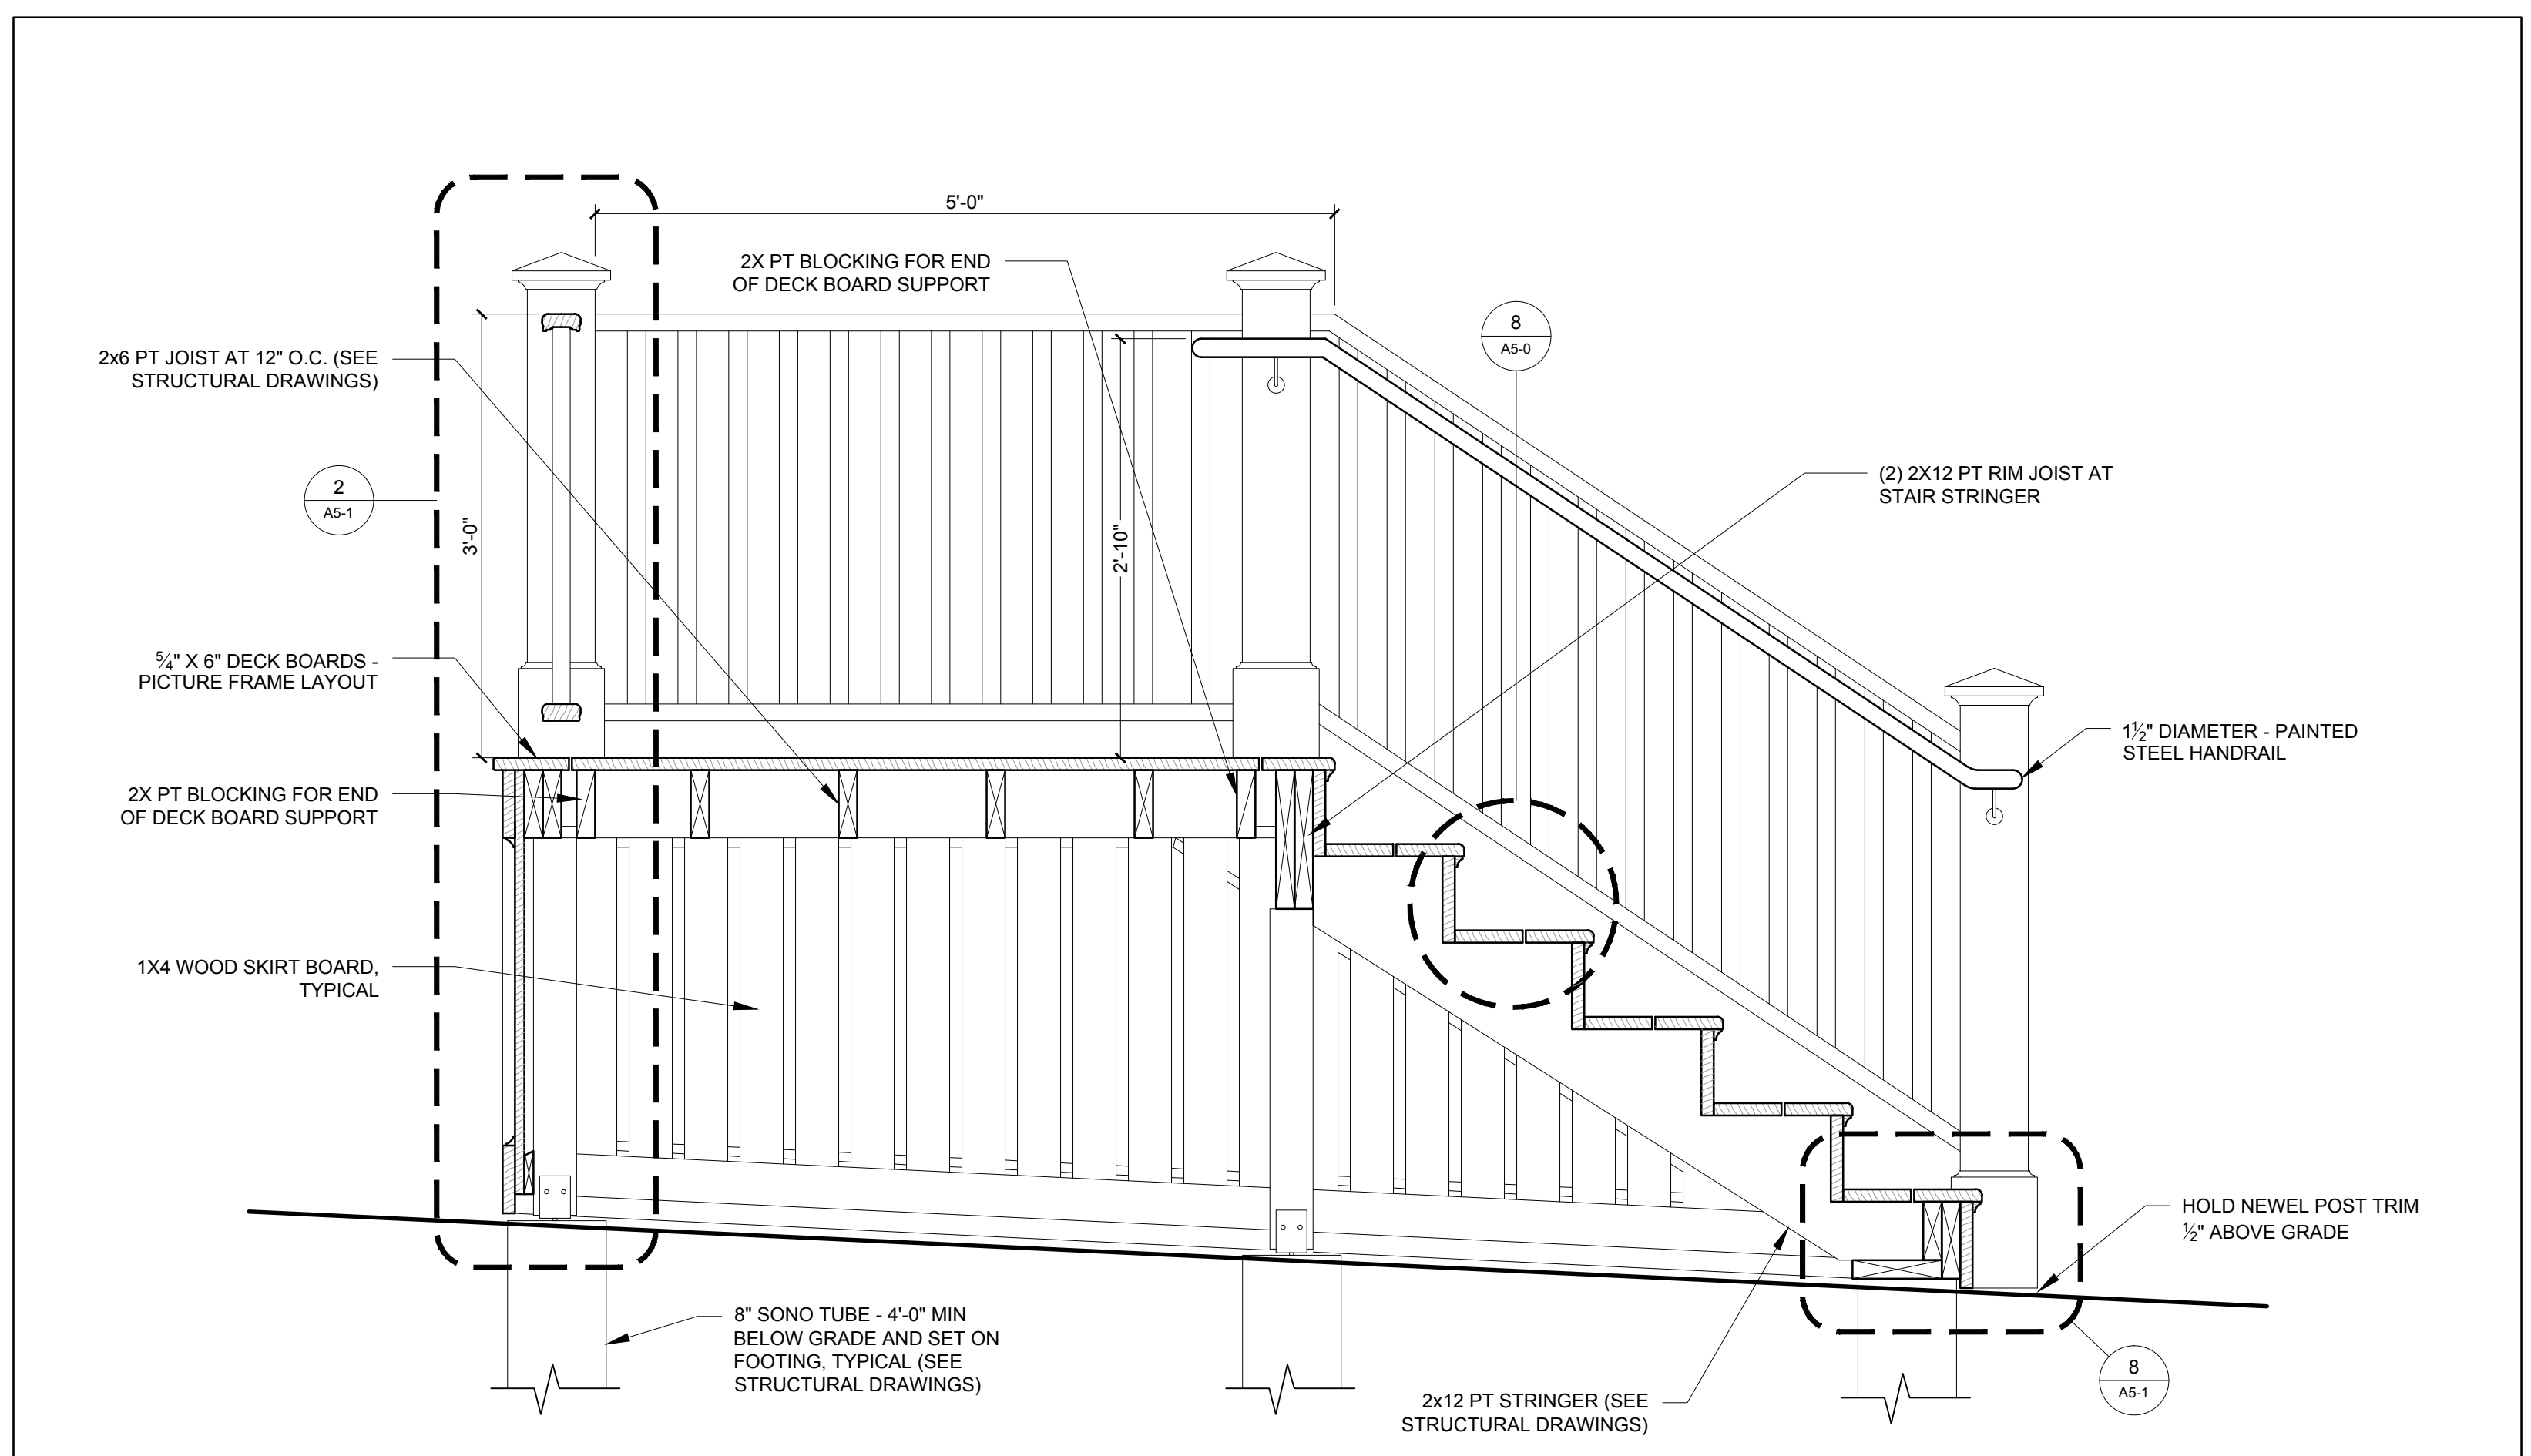 5'-0"
2X PT BLOCKING FOR END
OF DECK BOARD SUPPORT
8
A5-0
2x6 PT JOIST AT 12" O.C. (SEE
STRUCTURAL DRAWINGS)
2
A5-1
3'-0"
2'-10"
(2) 2X12 PT RIM JOIST AT
STAIR STRINGER
5/4" X 6" DECK BOARDS -
PICTURE FRAME LAYOUT
1½" DIAMETER - PAINTED
STEEL HANDRAIL
2X PT BLOCKING FOR END
OF DECK BOARD SUPPORT
1X4 WOOD SKIRT BOARD,
TYPICAL
HOLD NEWEL POST TRIM
½" ABOVE GRADE
8" SONO TUBE - 4'-0" MIN
BELOW GRADE AND SET ON
FOOTING, TYPICAL (SEE
STRUCTURAL DRAWINGS)
2x12 PT STRINGER (SEE
STRUCTURAL DRAWINGS)
8
A5-1